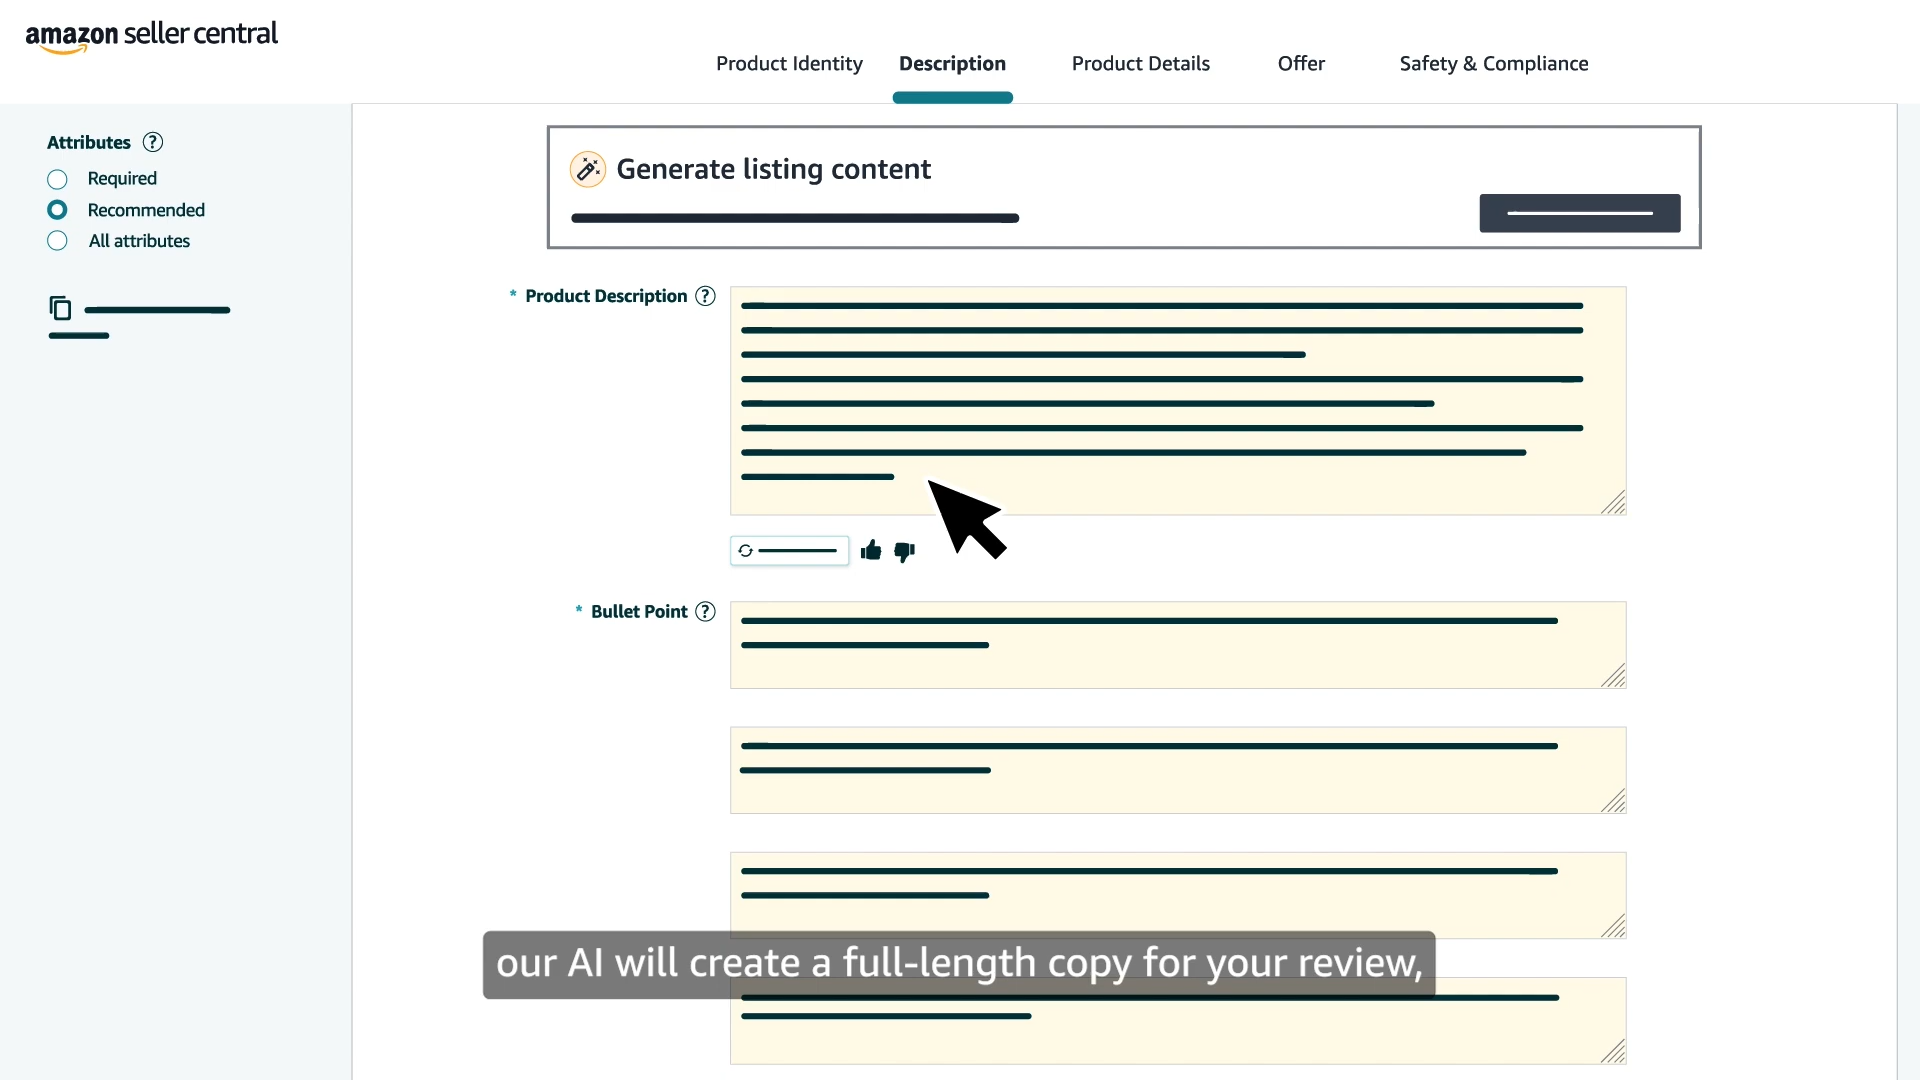 amazon seller central
Product Identity
Description
Product Details
Offer
Safety & Compliance
Attributes ?
Required
Recommended
All attributes
Generate listing content
* Product Description ?
* Bullet Point ?
our AI will create a full-length copy for your review,